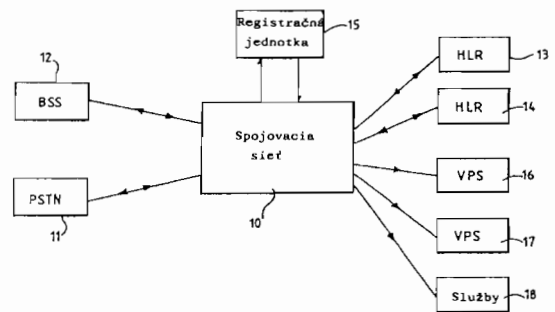 Registračná
jednotka
15
12
BSS
HLR
13
HLR
14
Spojovacia
sieť
VPS
16
PSTN
11
10
VPS
17
Služby
18